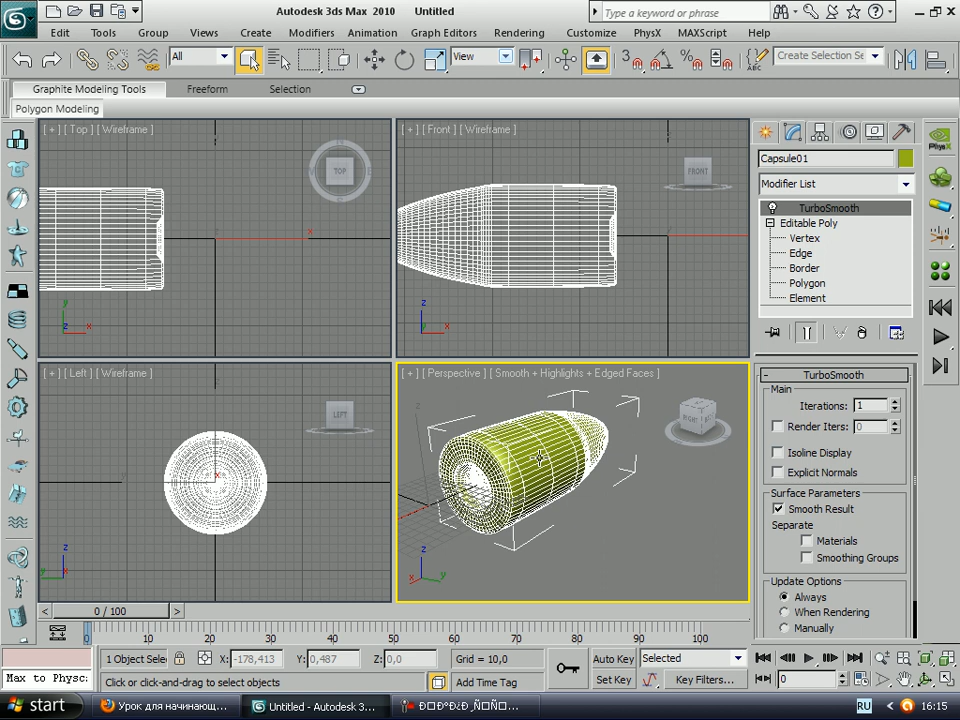 Autodesk 3ds Max 2010 Untitled
Type a keyword or phrase
Edit Tools Group Views Create Modifiers Animation Graph Editors Rendering Customize PhysX MAXScript Help
All
View
3
Create Selection Se
Graphite Modeling Tools Freeform Selection
Polygon Modeling
[ + ] [ Top ] [ Wireframe ]
TOP
[ + ] [ Front ] [ Wireframe ]
FRONT
Capsule01
PhysX
Modifier List
TurboSmooth
Editable Poly
Vertex
Edge
Border
Polygon
Element
x
y
z
x
x
z
y
x
[ + ] [ Left ] [ Wireframe ]
LEFT
x
z
y
x
[ + ] [ Perspective ] [ Smooth + Highlights + Edged Faces ]
z
x
y
TurboSmooth
Main
Iterations: 1
Render Iters: 0
Isoline Display
Explicit Normals
Surface Parameters
Smooth Result
Separate
Materials
Smoothing Groups
Update Options
Always
When Rendering
Manually
< 0 / 100 >
0 10 20 30 40 50 60 70 80 90 100
1 Object Selec X: -178,413 Y: 0,487 Z: 0,0 Grid = 10,0 Auto Key Selected
Max to Physc: Click or click-and-drag to select objects Add Time Tag Set Key Key Filters... 0
start Урок для начинающ... Untitled - Autodesk 3... RU 16:15